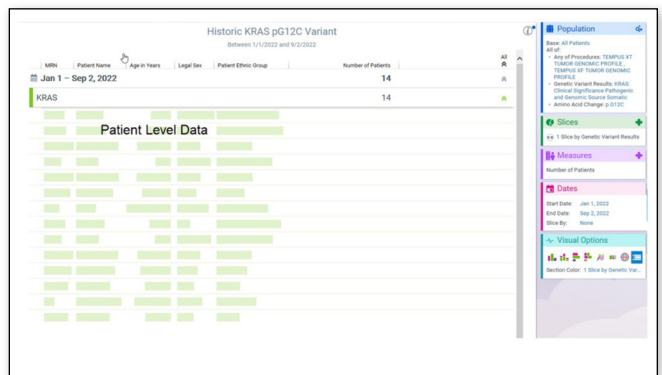 Historic KRAS pG12C Variant
Between 1/1/2022 and 9/2/2022
MRN Patient Name Age in Years Legal Sex Patient Ethnic Group Number of Patients All
Jan 1 – Sep 2, 2022 14
KRAS 14
Patient Level Data
Population
Base: All Patients
All of:
• Any of Procedures: TEMPUS XT
TUMOR GENOMIC PROFILE ,
TEMPUS XF TUMOR GENOMIC
PROFILE
• Genetic Variant Results: KRAS:
Clinical Significance Pathogenic
and Genomic Source Somatic
• Amino Acid Change: p.G12C
Slices
1 Slice by Genetic Variant Results
Measures
Number of Patients
Dates
Start Date: Jan 1, 2022
End Date: Sep 2, 2022
Slice By: None
Visual Options
Section Color: 1 Slice by Genetic Var...